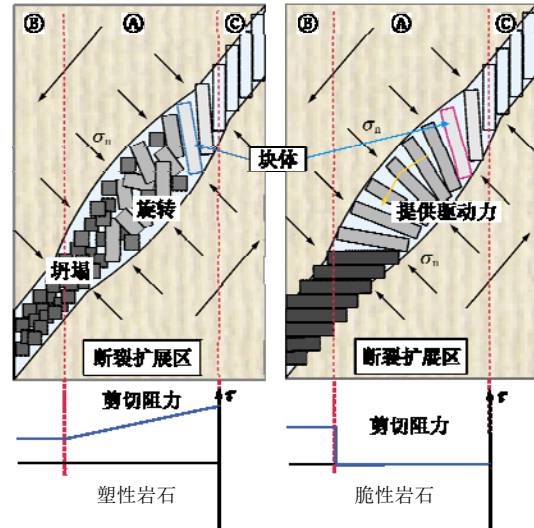 Ⓑ Ⓐ Ⓒ
σn
旋转
坍塌
断裂扩展区
剪切阻力
τ
塑性岩石
块体
Ⓑ Ⓐ Ⓒ
σn
提供驱动力
σn
断裂扩展区
剪切阻力
τ
脆性岩石